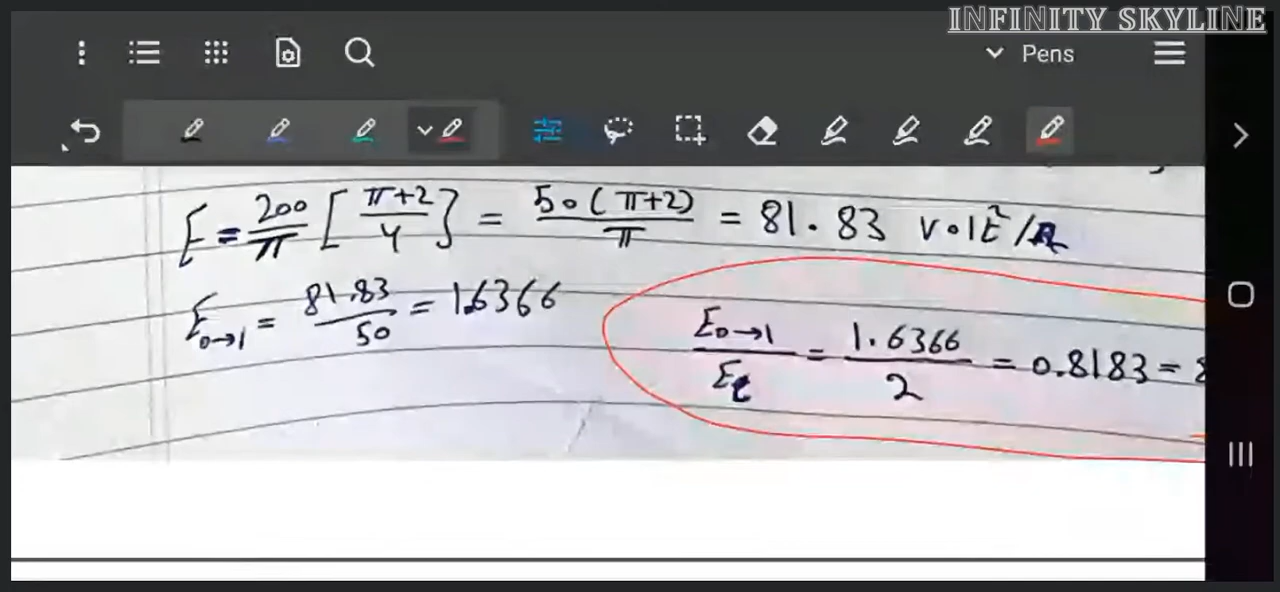 INFINITY SKYLINE
Pens
E = 200/π [π+2/4] = 50(π+2)/π = 81.83 volt²/R
E₀→₁ = 81.83/50 = 1.6366
E₀→₁/Eₜ = 1.6366/2 = 0.8183 = 8